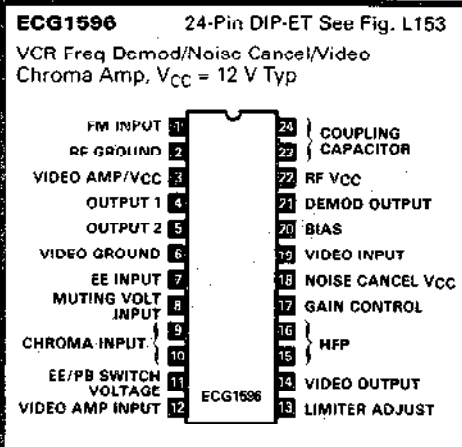 ECG1596 24-Pin DIP-ET See Fig. L153
VCR Freq Demod/Noise Cancel/Video
Chroma Amp, VCC = 12 V Typ
FM INPUT 1
RF GROUND 2
VIDEO AMP/VCC 3
OUTPUT 1 4
OUTPUT 2 5
VIDEO GROUND 6
EE INPUT 7
MUTING VOLT
INPUT 8
CHROMA INPUT 9
10
EE/PB SWITCH
VOLTAGE 11
VIDEO AMP INPUT 12
ECG1596
24 COUPLING
23 CAPACITOR
22 RF VCC
21 DEMOD OUTPUT
20 BIAS
19 VIDEO INPUT
18 NOISE CANCEL VCC
17 GAIN CONTROL
16 HFP
15
14 VIDEO OUTPUT
13 LIMITER ADJUST